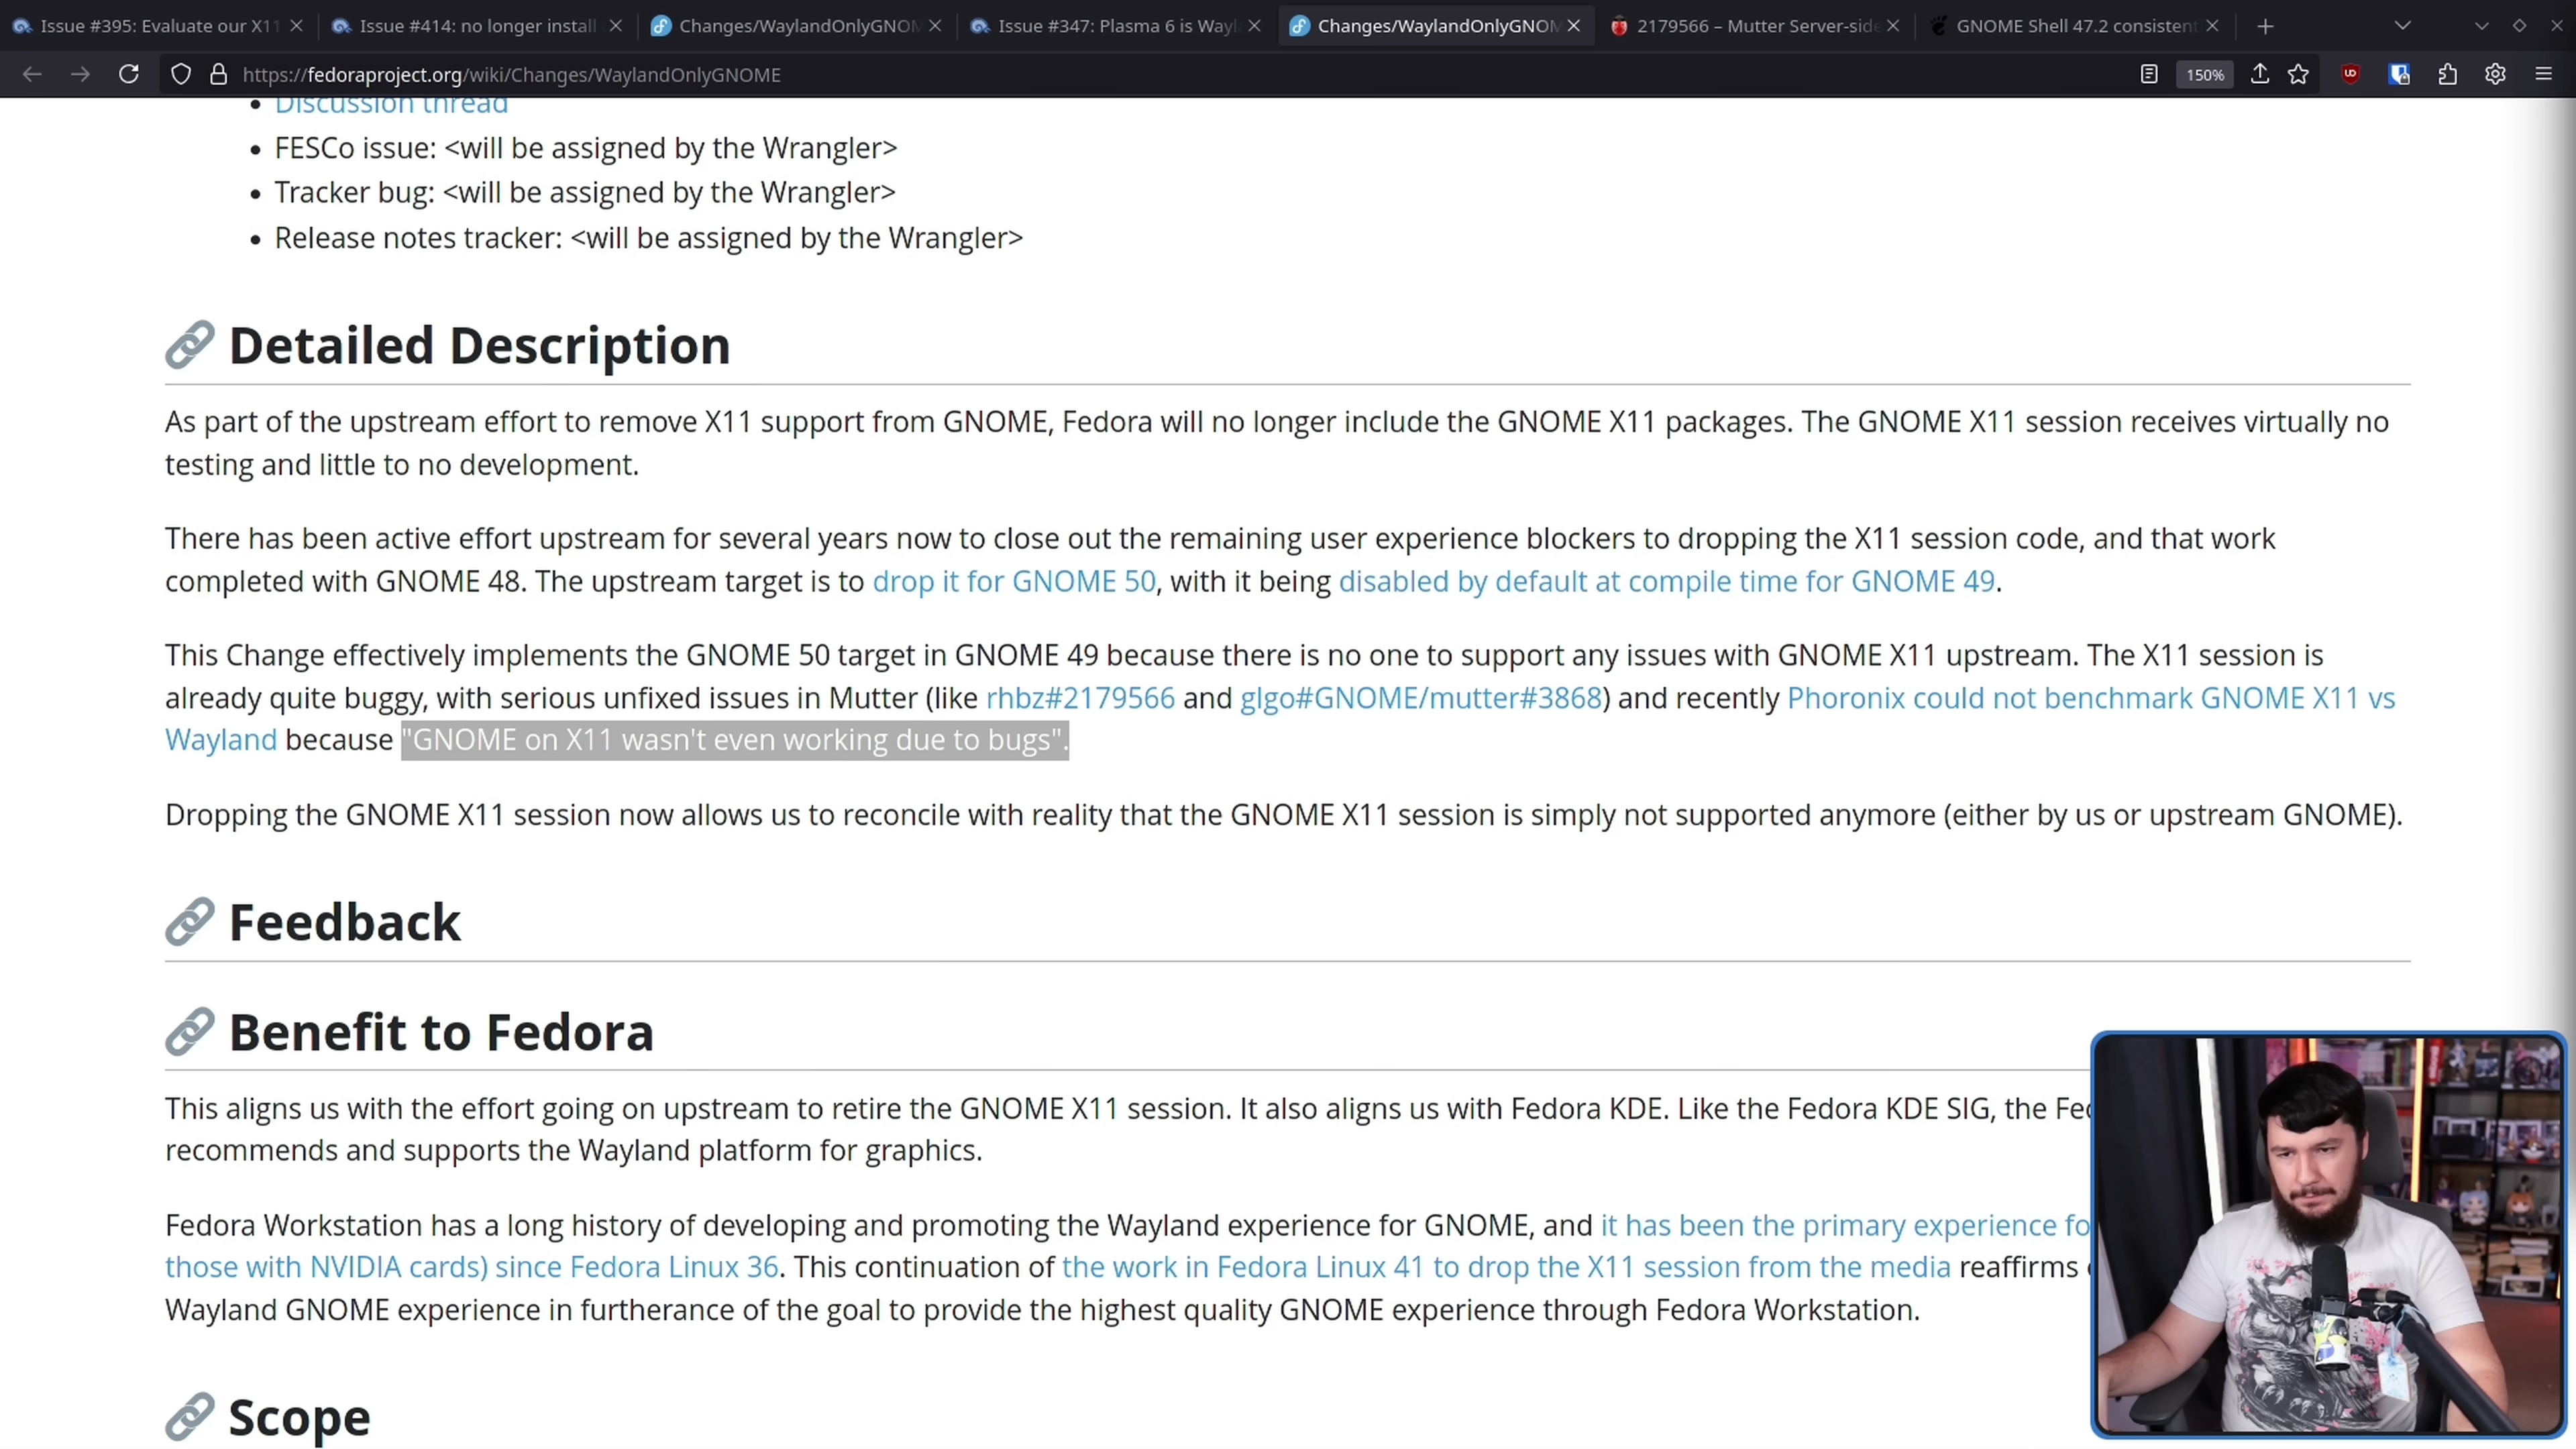 Issue #395: Evaluate our X11
Issue #414: no longer install
Changes/WaylandOnlyGNOM
Issue #347: Plasma 6 is Wayl
Changes/WaylandOnlyGNOM
2179566 – Mutter Server-side
GNOME Shell 47.2 consistent
https://fedoraproject.org/wiki/Changes/WaylandOnlyGNOME
150%
Discussion thread
FESCo issue: <will be assigned by the Wrangler>
Tracker bug: <will be assigned by the Wrangler>
Release notes tracker: <will be assigned by the Wrangler>
Detailed Description
As part of the upstream effort to remove X11 support from GNOME, Fedora will no longer include the GNOME X11 packages. The GNOME X11 session receives virtually no
testing and little to no development.
There has been active effort upstream for several years now to close out the remaining user experience blockers to dropping the X11 session code, and that work
completed with GNOME 48. The upstream target is to drop it for GNOME 50, with it being disabled by default at compile time for GNOME 49.
This Change effectively implements the GNOME 50 target in GNOME 49 because there is no one to support any issues with GNOME X11 upstream. The X11 session is
already quite buggy, with serious unfixed issues in Mutter (like rhbz#2179566 and glgo#GNOME/mutter#3868) and recently Phoronix could not benchmark GNOME X11 vs
Wayland because "GNOME on X11 wasn't even working due to bugs".
Dropping the GNOME X11 session now allows us to reconcile with reality that the GNOME X11 session is simply not supported anymore (either by us or upstream GNOME).
Feedback
Benefit to Fedora
This aligns us with the effort going on upstream to retire the GNOME X11 session. It also aligns us with Fedora KDE. Like the Fedora KDE SIG, the Fed
recommends and supports the Wayland platform for graphics.
Fedora Workstation has a long history of developing and promoting the Wayland experience for GNOME, and it has been the primary experience fo
those with NVIDIA cards) since Fedora Linux 36. This continuation of the work in Fedora Linux 41 to drop the X11 session from the media reaffirms
Wayland GNOME experience in furtherance of the goal to provide the highest quality GNOME experience through Fedora Workstation.
Scope